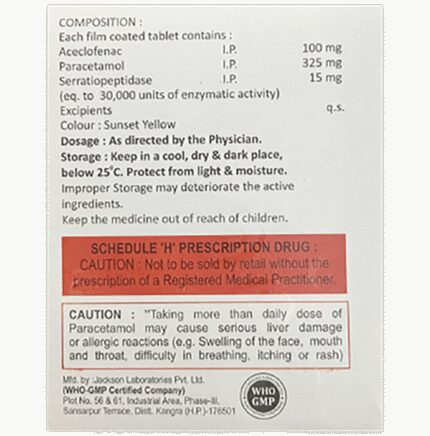 COMPOSITION :
Each film coated tablet contains :
Aceclofenac I.P. 100 mg
Paracetamol I.P. 325 mg
Serratiopeptidase I.P. 15 mg
(eq. to 30,000 units of enzymatic activity)
Excipients q.s.
Colour : Sunset Yellow
Dosage : As directed by the Physician.
Storage : Keep in a cool, dry & dark place,
below 25°C. Protect from light & moisture.
Improper Storage may deteriorate the active
ingredients.
Keep the medicine out of reach of children.
SCHEDULE 'H' PRESCRIPTION DRUG :
CAUTION : Not to be sold by retail without the
prescription of a Registered Medical Practitioner.
CAUTION : "Taking more than daily dose of
Paracetamol may cause serious liver damage
or allergic reactions (e.g. Swelling of the face, mouth
and throat, difficulty in breathing, itching or rash)
Mfd. by :Jackson Laboratories Pvt. Ltd.
(WHO-GMP Certified Company)
Plot No. 56 & 61, Industrial Area, Phase-III,
Sansarpur Terrace, Distt. Kangra (H.P.)-176501
WHO
GMP